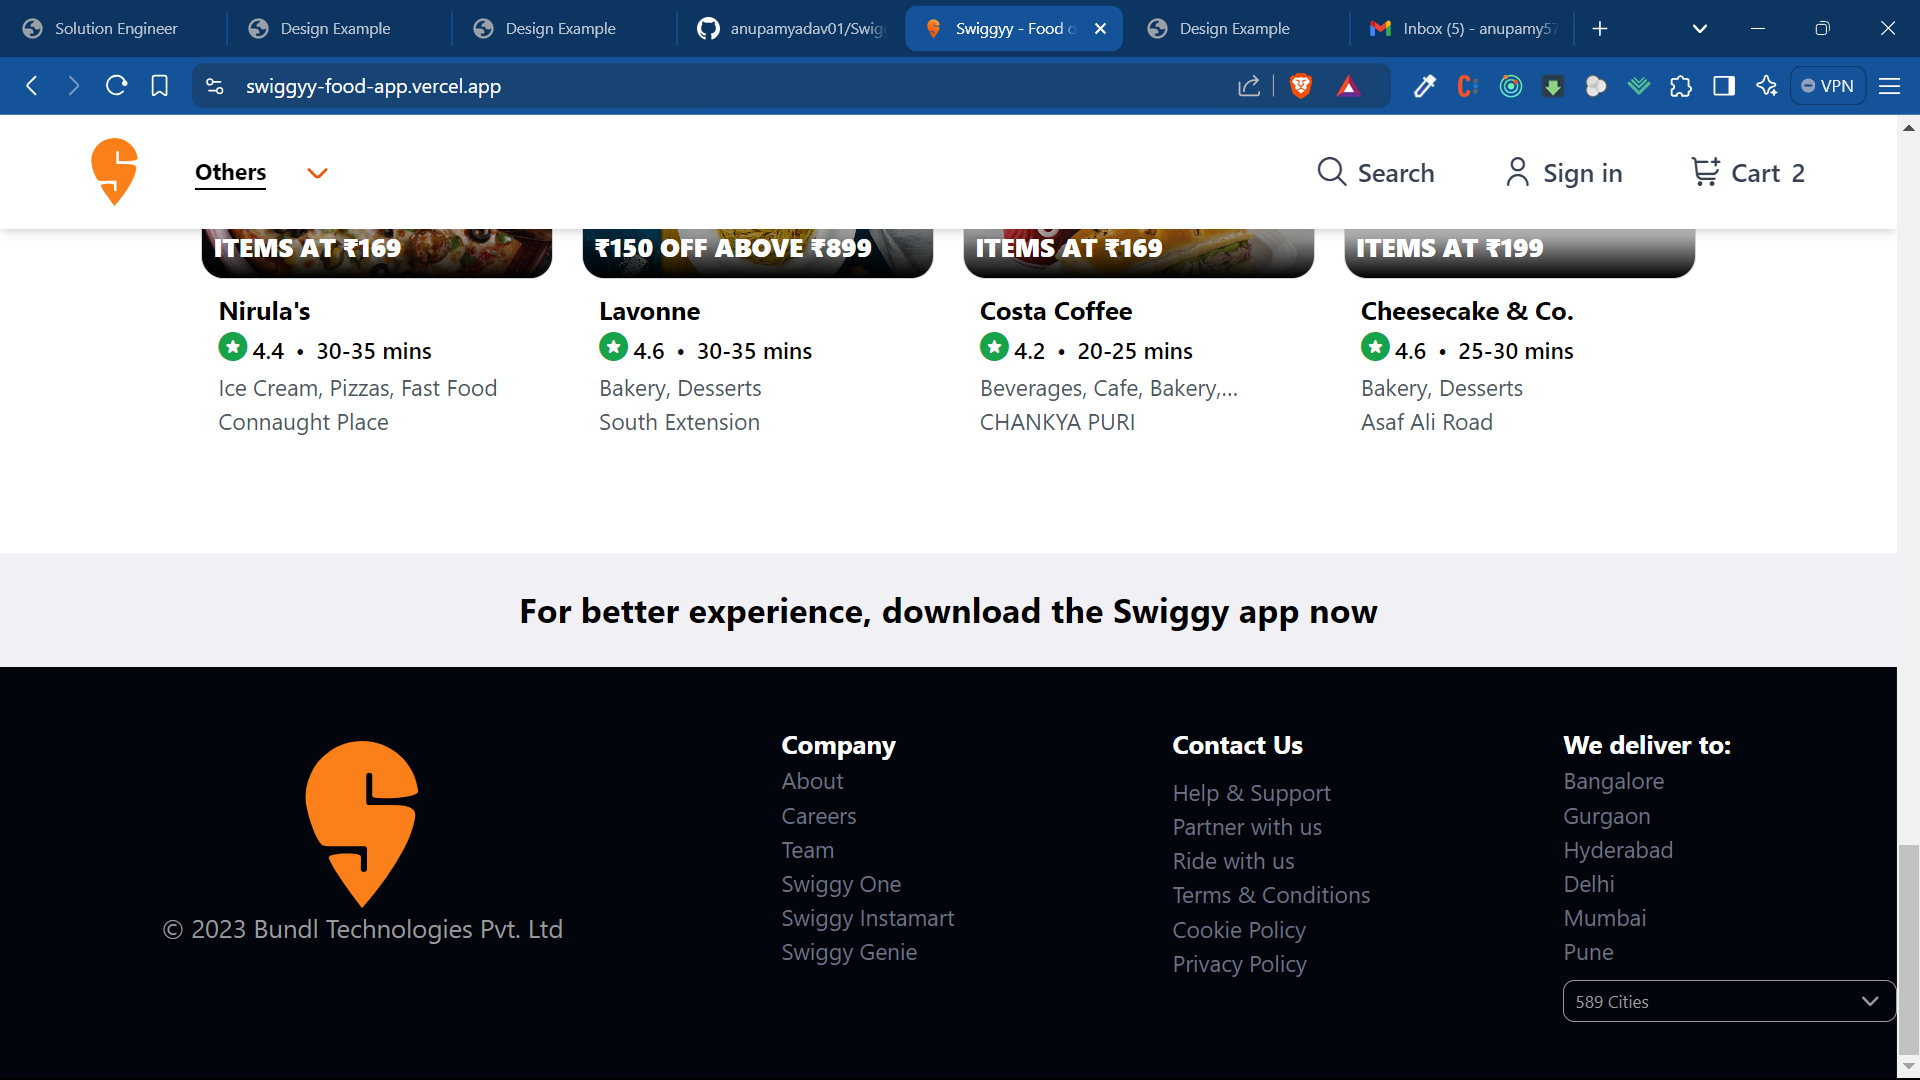 Solution Engineer
Design Example
Design Example
anupamyadav01/Swig
Swiggyy - Food o
Design Example
Inbox (5) - anupamy57
swiggyy-food-app.vercel.app
VPN
Others
Search
Sign in
Cart 2
ITEMS AT ₹169
₹150 OFF ABOVE ₹899
ITEMS AT ₹169
ITEMS AT ₹199
Nirula's
4.4 • 30-35 mins
Ice Cream, Pizzas, Fast Food
Connaught Place
Lavonne
4.6 • 30-35 mins
Bakery, Desserts
South Extension
Costa Coffee
4.2 • 20-25 mins
Beverages, Cafe, Bakery,...
CHANKYA PURI
Cheesecake & Co.
4.6 • 25-30 mins
Bakery, Desserts
Asaf Ali Road
For better experience, download the Swiggy app now
© 2023 Bundl Technologies Pvt. Ltd
Company
About
Careers
Team
Swiggy One
Swiggy Instamart
Swiggy Genie
Contact Us
Help & Support
Partner with us
Ride with us
Terms & Conditions
Cookie Policy
Privacy Policy
We deliver to:
Bangalore
Gurgaon
Hyderabad
Delhi
Mumbai
Pune
589 Cities